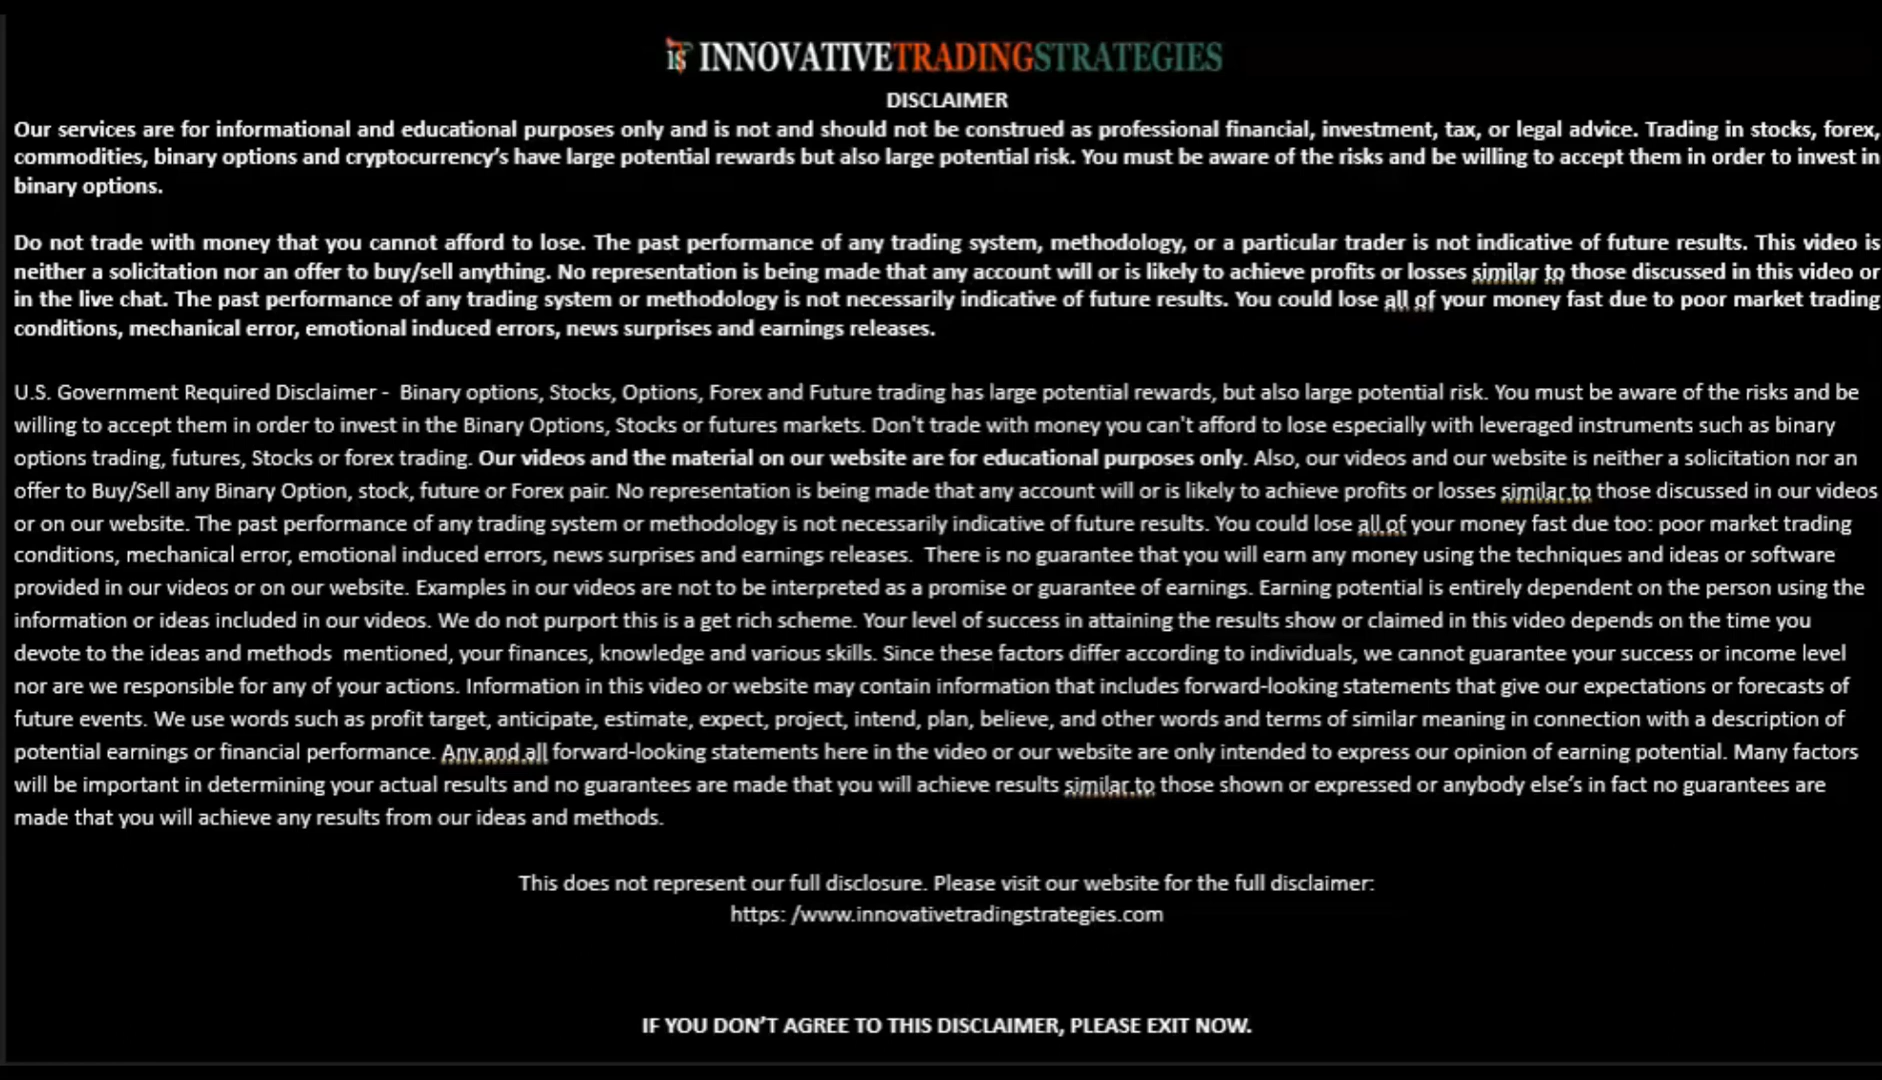 INNOVATIVETRADINGSTRATEGIES
DISCLAIMER
Our services are for informational and educational purposes only and is not and should not be construed as professional financial, investment, tax, or legal advice. Trading in stocks, forex,
commodities, binary options and cryptocurrency’s have large potential rewards but also large potential risk. You must be aware of the risks and be willing to accept them in order to invest in
binary options.
Do not trade with money that you cannot afford to lose. The past performance of any trading system, methodology, or a particular trader is not indicative of future results. This video is
neither a solicitation nor an offer to buy/sell anything. No representation is being made that any account will or is likely to achieve profits or losses similar to those discussed in this video or
in the live chat. The past performance of any trading system or methodology is not necessarily indicative of future results. You could lose all of your money fast due to poor market trading
conditions, mechanical error, emotional induced errors, news surprises and earnings releases.
U.S. Government Required Disclaimer - Binary options, Stocks, Options, Forex and Future trading has large potential rewards, but also large potential risk. You must be aware of the risks and be
willing to accept them in order to invest in the Binary Options, Stocks or futures markets. Don't trade with money you can't afford to lose especially with leveraged instruments such as binary
options trading, futures, Stocks or forex trading. Our videos and the material on our website are for educational purposes only. Also, our videos and our website is neither a solicitation nor an
offer to Buy/Sell any Binary Option, stock, future or Forex pair. No representation is being made that any account will or is likely to achieve profits or losses similar to those discussed in our videos
or on our website. The past performance of any trading system or methodology is not necessarily indicative of future results. You could lose all of your money fast due too: poor market trading
conditions, mechanical error, emotional induced errors, news surprises and earnings releases. There is no guarantee that you will earn any money using the techniques and ideas or software
provided in our videos or on our website. Examples in our videos are not to be interpreted as a promise or guarantee of earnings. Earning potential is entirely dependent on the person using the
information or ideas included in our videos. We do not purport this is a get rich scheme. Your level of success in attaining the results show or claimed in this video depends on the time you
devote to the ideas and methods mentioned, your finances, knowledge and various skills. Since these factors differ according to individuals, we cannot guarantee your success or income level
nor are we responsible for any of your actions. Information in this video or website may contain information that includes forward-looking statements that give our expectations or forecasts of
future events. We use words such as profit target, anticipate, estimate, expect, project, intend, plan, believe, and other words and terms of similar meaning in connection with a description of
potential earnings or financial performance. Any and all forward-looking statements here in the video or our website are only intended to express our opinion of earning potential. Many factors
will be important in determining your actual results and no guarantees are made that you will achieve results similar to those shown or expressed or anybody else’s in fact no guarantees are
made that you will achieve any results from our ideas and methods.
This does not represent our full disclosure. Please visit our website for the full disclaimer:
https: /www.innovativetradingstrategies.com
IF YOU DON’T AGREE TO THIS DISCLAIMER, PLEASE EXIT NOW.